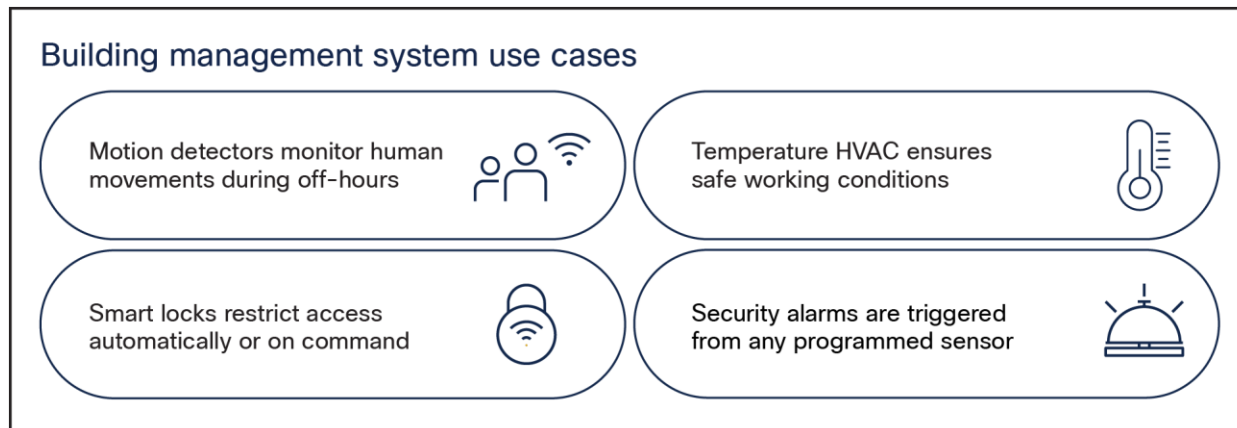 Building management system use cases
Motion detectors monitor human
movements during off-hours
Temperature HVAC ensures
safe working conditions
Smart locks restrict access
automatically or on command
Security alarms are triggered
from any programmed sensor